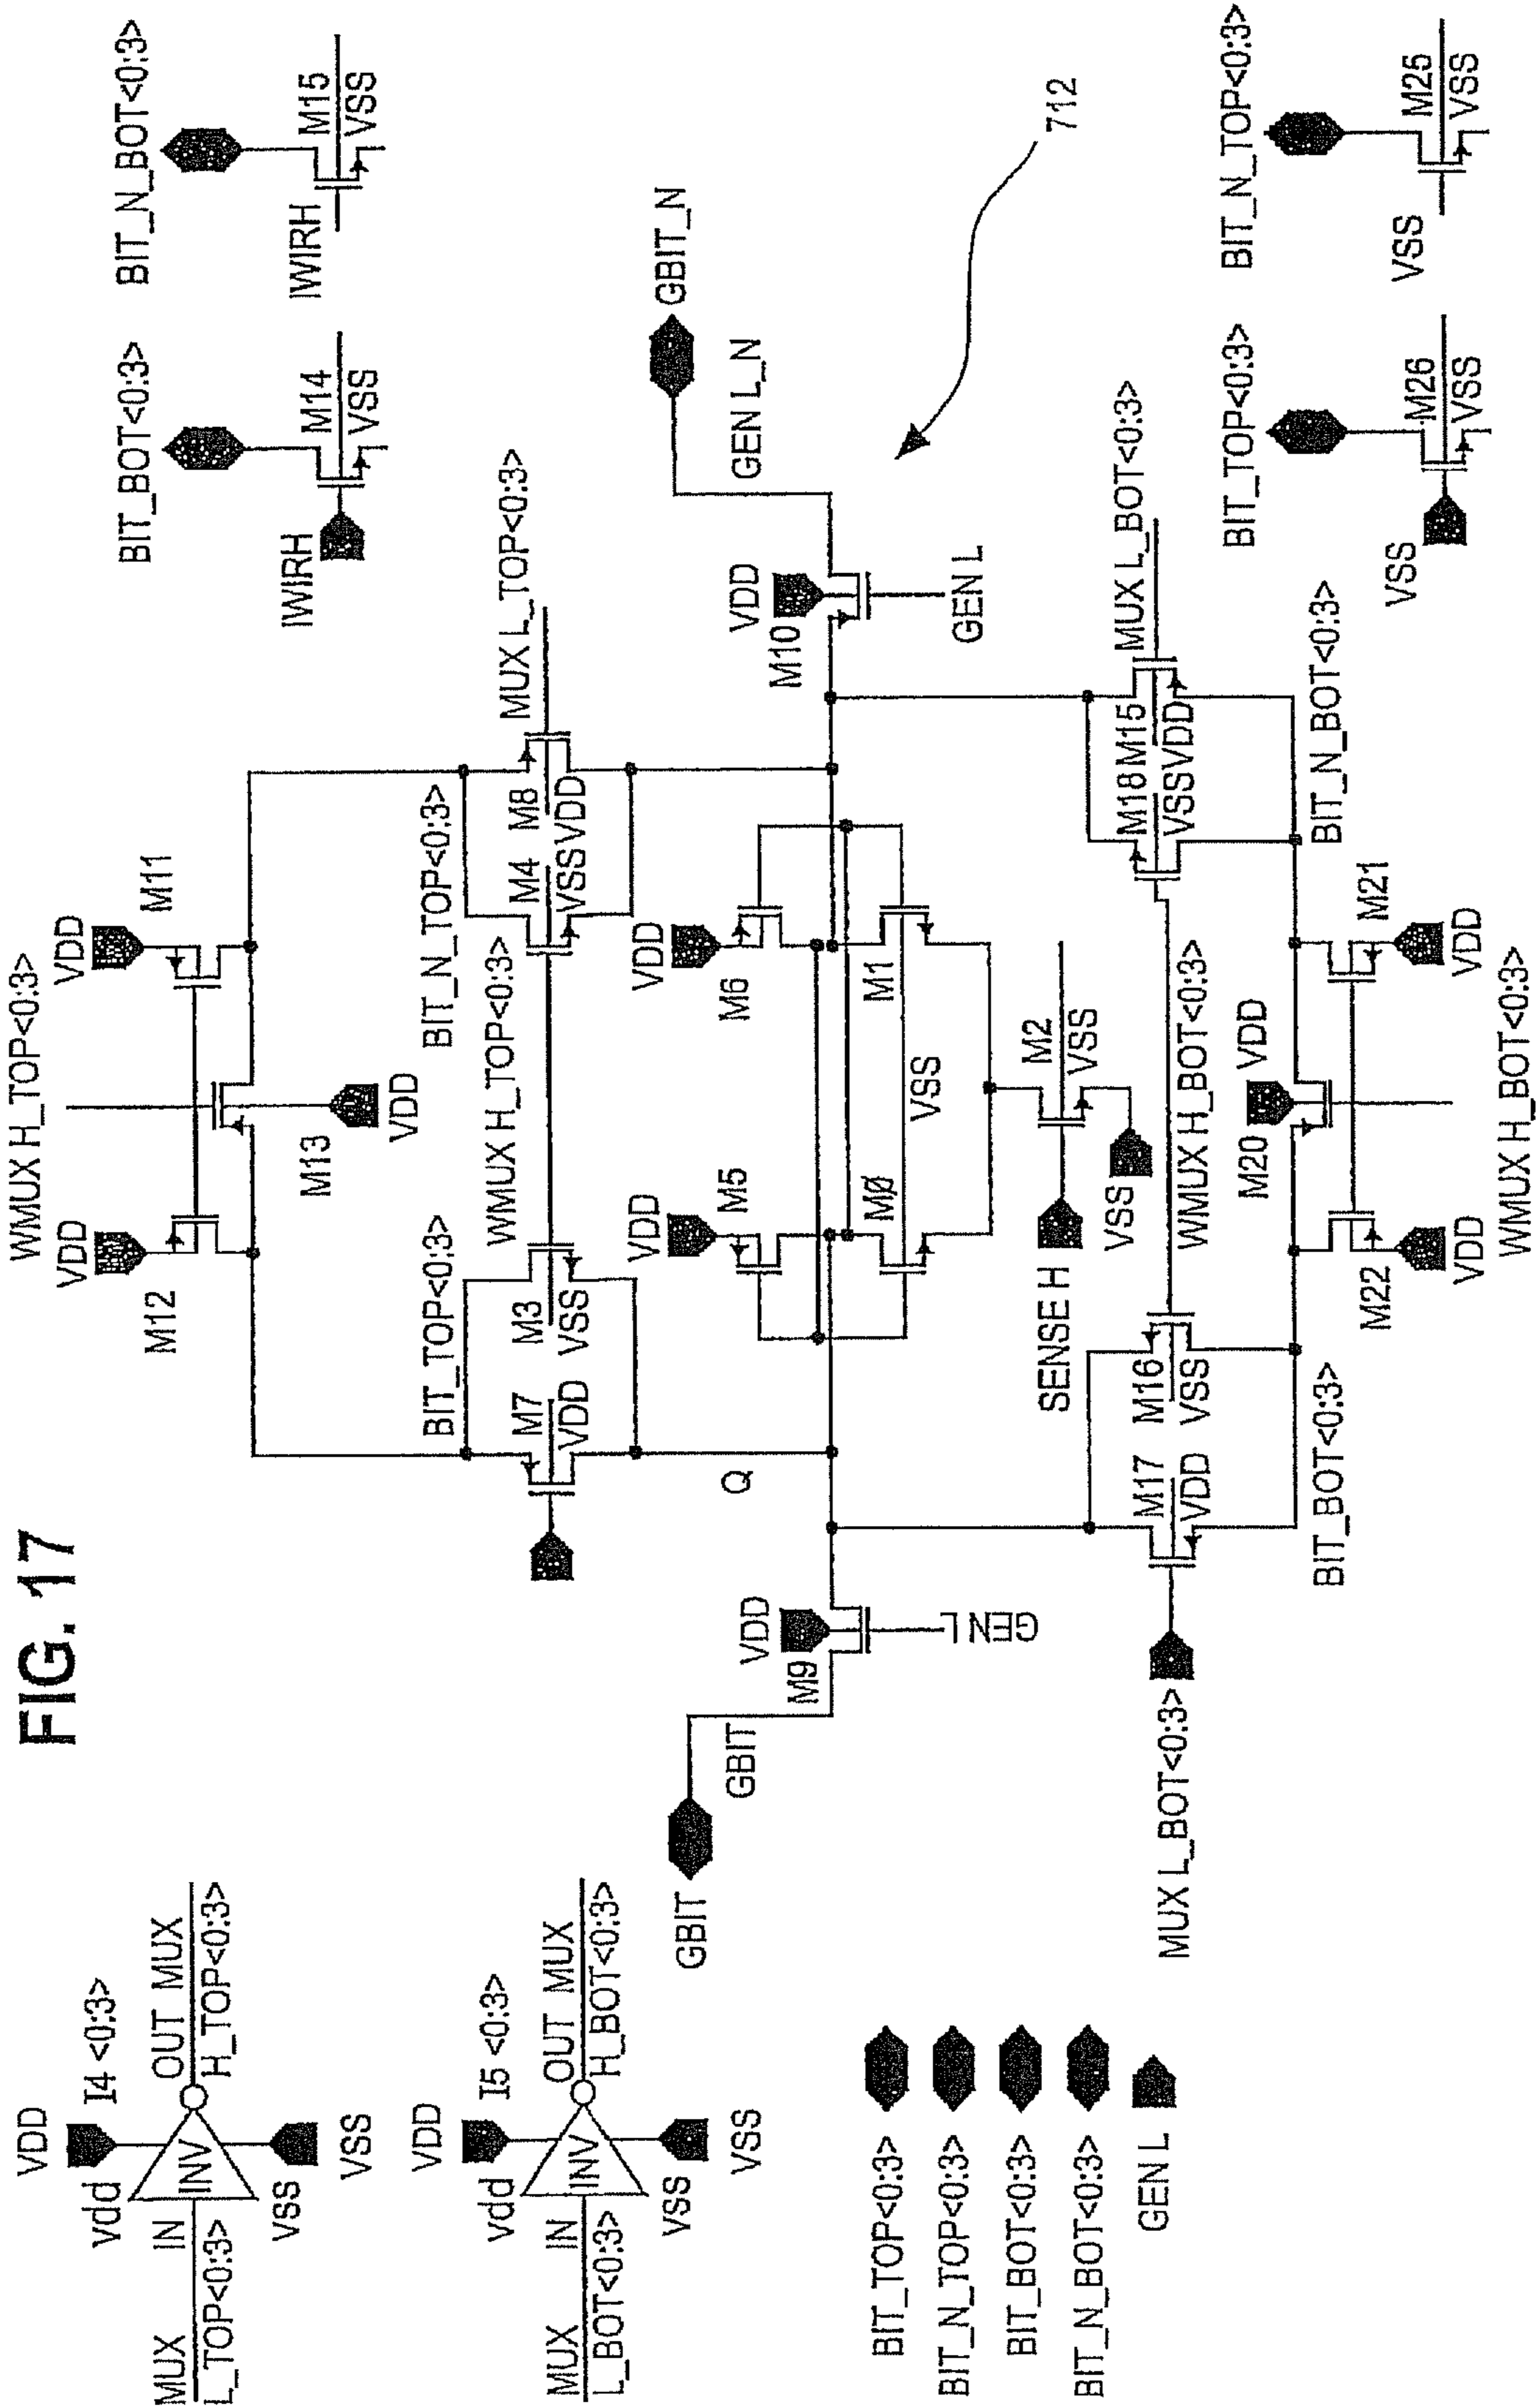 FIG. 17
MUX
L_TOP<0:3>
IN
INV
VDD
vdd
I4 <0:3>
OUT MUX
H_TOP<0:3>
VSS
VSS
MUX
L_BOT<0:3>
IN
INV
VDD
vdd
I5 <0:3>
OUT MUX
H_BOT<0:3>
VSS
VSS
BIT_TOP<0:3>
BIT_N_TOP<0:3>
BIT_BOT<0:3>
BIT_N_BOT<0:3>
GEN L
WMUX H_TOP<0:3>
VDD
M12
VDD
M11
M13
VDD
BIT_TOP<0:3>
M7
VDD
M3
VSS
WMUX H_TOP<0:3>
BIT_N_TOP<0:3>
M4
VSS
M8
VDD
MUX L_TOP<0:3>
Q
VDD
M5
VDD
M6
MØ
M1
VSS
GBIT
GBIT
VDD
M9
GEN L
VDD
M10
GEN L
GEN L_N
GBIT_N
SENSE H
M2
VSS
VSS
MUX L_BOT<0:3>
M17
VDD
M16
VSS
WMUX H_BOT<0:3>
M18
VSS
M15
VDD
MUX L_BOT<0:3>
BIT_BOT<0:3>
M20
VDD
BIT_N_BOT<0:3>
M22
VDD
M21
VDD
WMUX H_BOT<0:3>
BIT_BOT<0:3>
IWIRH
M14
VSS
BIT_N_BOT<0:3>
IWIRH
M15
VSS
712
BIT_TOP<0:3>
VSS
M26
VSS
BIT_N_TOP<0:3>
VSS
M25
VSS